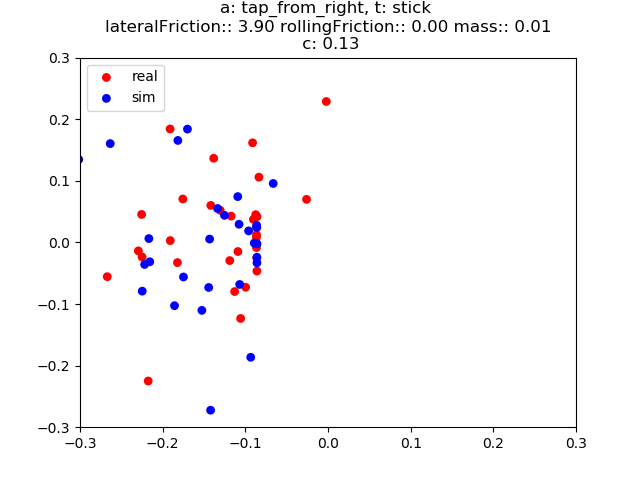 a: tap_from_right, t: stick
lateralFriction:: 3.90 rollingFriction:: 0.00 mass:: 0.01
c: 0.13
real
sim
0.3
0.2
0.1
0.0
−0.1
−0.2
−0.3
−0.3
−0.2
−0.1
0.0
0.1
0.2
0.3